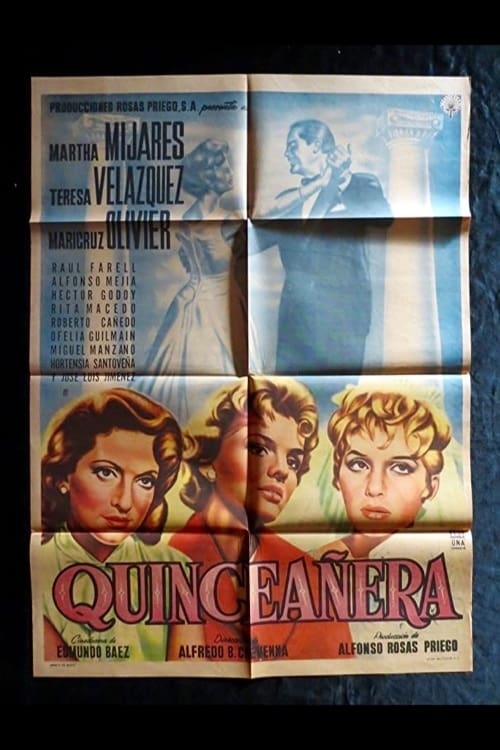 PRODUCCIONES ROSAS PRIEGO, S.A. presenta a
MARTHA MIJARES
TERESA VELAZQUEZ
MARICRUZ OLIVIER
RAUL FARELL
ALFONSO MEJIA
HECTOR GODOY
RITA MACEDO
ROBERTO CAÑEDO
OFELIA GUILMAIN
MIGUEL MANZANO
HORTENSIA SANTOVEÑA
Y JOSE LUIS JIMENEZ
QUINCEAÑERA
EDMUNDO BAEZ
ALFREDO B. CREVENNA
Producción de
ALFONSO ROSAS PRIEGO